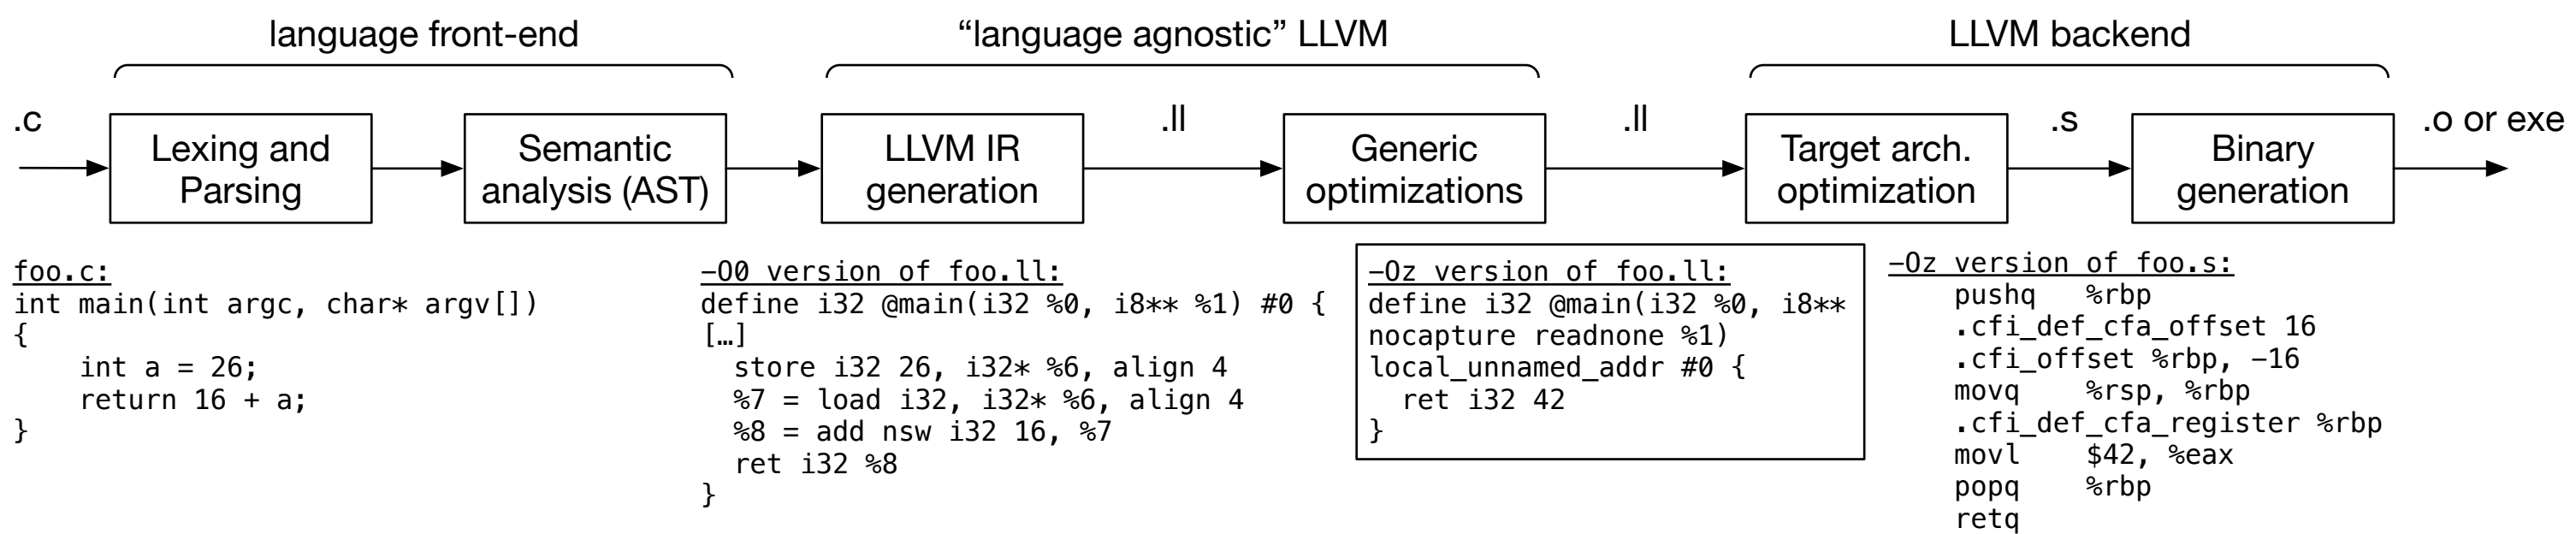 language front-end
“language agnostic” LLVM
LLVM backend
.c
Lexing and
Parsing
Semantic
analysis (AST)
LLVM IR
generation
.ll
Generic
optimizations
.ll
Target arch.
optimization
.s
Binary
generation
.o or exe
foo.c:
int main(int argc, char* argv[])
{
    int a = 26;
    return 16 + a;
}
-O0 version of foo.ll:
define i32 @main(i32 %0, i8** %1) #0 {
[…]
  store i32 26, i32* %6, align 4
  %7 = load i32, i32* %6, align 4
  %8 = add nsw i32 16, %7
  ret i32 %8
}
-Oz version of foo.ll:
define i32 @main(i32 %0, i8**
nocapture readnone %1)
local_unnamed_addr #0 {
  ret i32 42
}
-Oz version of foo.s:
    pushq   %rbp
    .cfi_def_cfa_offset 16
    .cfi_offset %rbp, -16
    movq    %rsp, %rbp
    .cfi_def_cfa_register %rbp
    movl    $42, %eax
    popq    %rbp
    retq